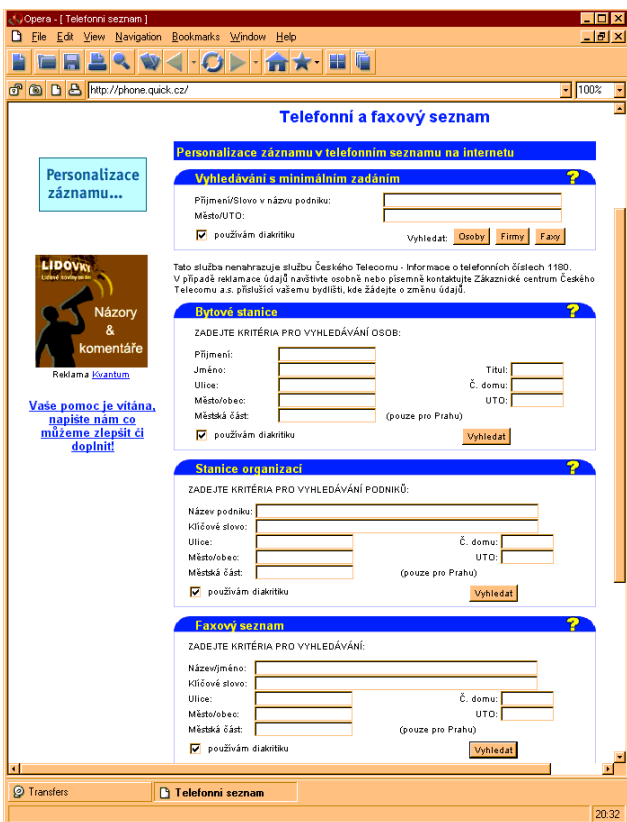 Opera - [ Telefonní seznam ]
File Edit View Navigation Bookmarks Window Help
http://phone.quick.cz/
100%
Telefonní a faxový seznam
Personalizace záznamu...
Personalizace záznamu v telefonním seznamu na internetu
Vyhledávání s minimálním zadáním ?
Příjmení/Slovo v názvu podniku:
Město/UTO:
používám diakritiku
Vyhledat: Osoby Firmy Faxy
LIDOVKY
Názory
&
komentáře
Reklama Kvantum
Vaše pomoc je vítána,
napište nám co
můžeme zlepšit či
doplnit!
Tato služba nenahrazuje službu Českého Telecomu - Informace o telefonních číslech 1180.
V případě reklamace údajů navštivte osobně nebo písemně kontaktujte Zákaznické centrum Českého
Telecomu a.s. příslušící vašemu bydlišti, kde žádejte o změnu údajů.
Bytové stanice ?
ZADEJTE KRITÉRIA PRO VYHLEDÁVÁNÍ OSOB:
Příjmení:
Jméno: Titul:
Ulice: Č. domu:
Město/obec: UTO:
Městská část: (pouze pro Prahu)
používám diakritiku Vyhledat
Stanice organizací ?
ZADEJTE KRITÉRIA PRO VYHLEDÁVÁNÍ PODNIKŮ:
Název podniku:
Klíčové slovo:
Ulice: Č. domu:
Město/obec: UTO:
Městská část: (pouze pro Prahu)
používám diakritiku Vyhledat
Faxový seznam ?
ZADEJTE KRITÉRIA PRO VYHLEDÁVÁNÍ:
Název/jméno:
Klíčové slovo:
Ulice: Č. domu:
Město/obec: UTO:
Městská část: (pouze pro Prahu)
používám diakritiku Vyhledat
Transfers Telefonní seznam
20:32